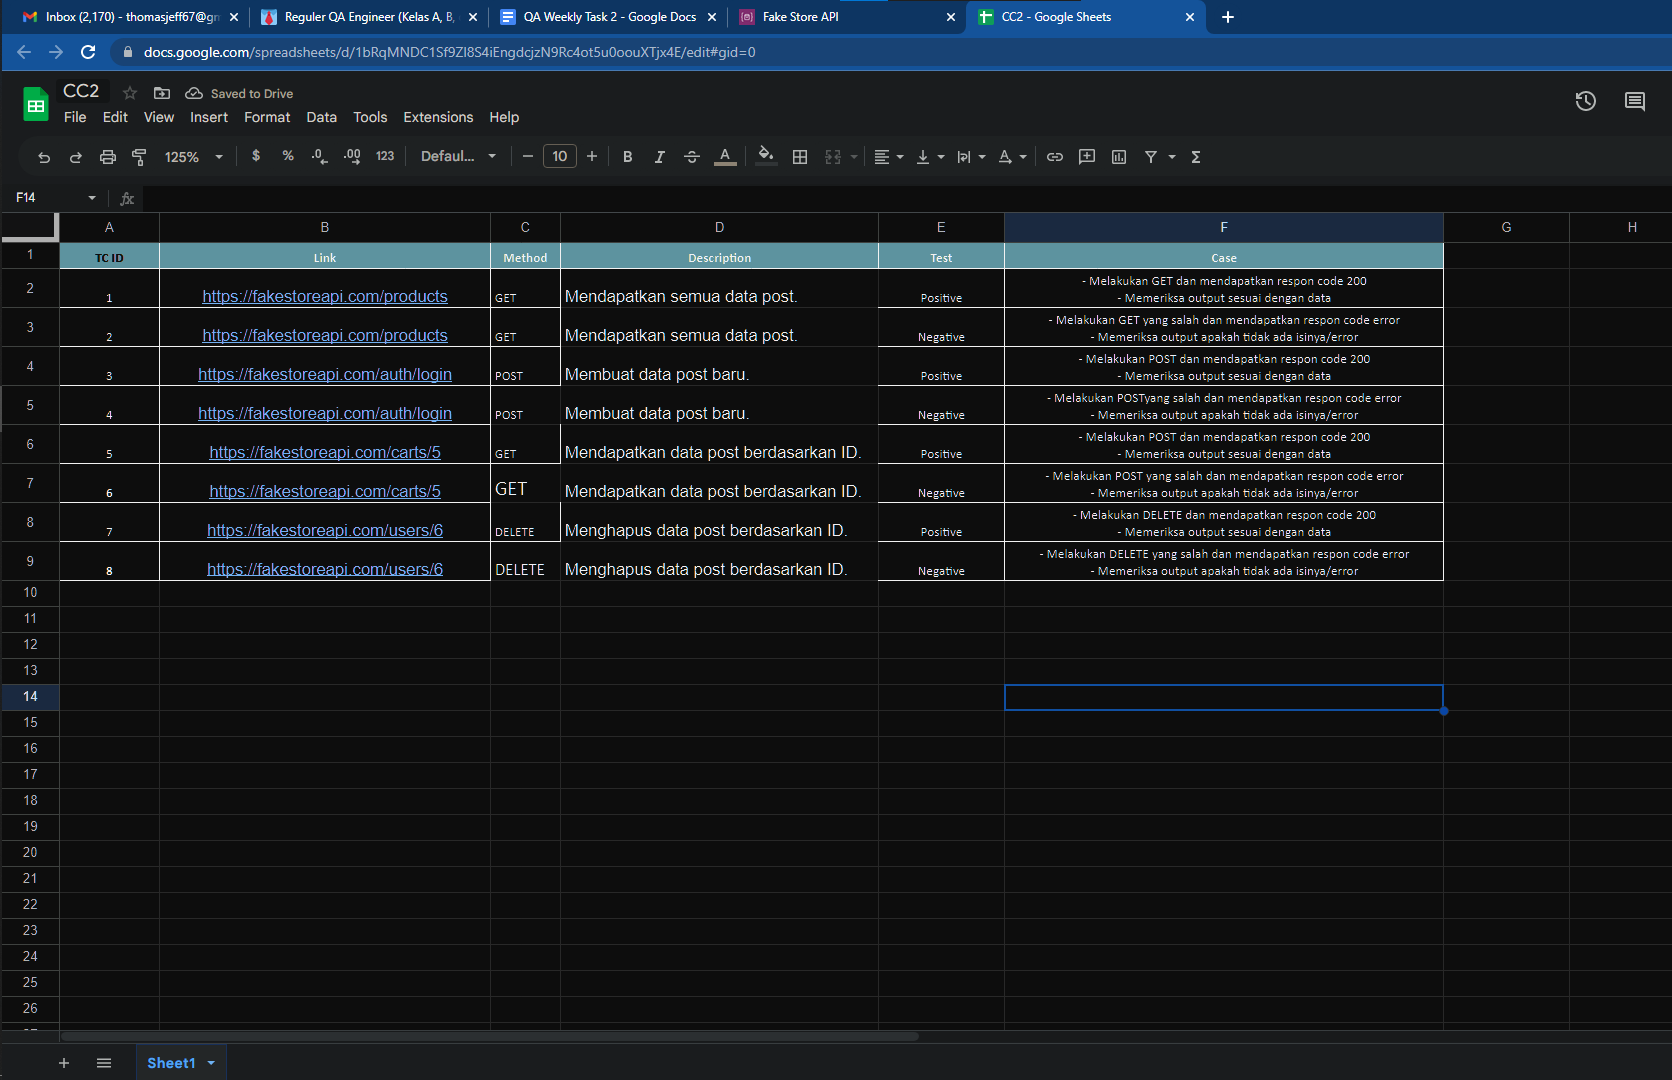 Inbox (2,170) - thomasjeff67@gm
Reguler QA Engineer (Kelas A, B,
QA Weekly Task 2 - Google Docs
Fake Store API
CC2 - Google Sheets
docs.google.com/spreadsheets/d/1bRqMNDC1Sf9ZI8S4iEngdcjzN9Rc4ot5u0oouXTjx4E/edit#gid=0
CC2
Saved to Drive
File Edit View Insert Format Data Tools Extensions Help
125% $ % .0 .00 123 Defaul... 10 B I S A
F14 fx
A B C D E F G H
1 TC ID Link Method Description Test Case
2 1 https://fakestoreapi.com/products GET Mendapatkan semua data post. Positive - Melakukan GET dan mendapatkan respon code 200
- Memeriksa output sesuai dengan data
3 2 https://fakestoreapi.com/products GET Mendapatkan semua data post. Negative - Melakukan GET yang salah dan mendapatkan respon code error
- Memeriksa output apakah tidak ada isinya/error
4 3 https://fakestoreapi.com/auth/login POST Membuat data post baru. Positive - Melakukan POST dan mendapatkan respon code 200
- Memeriksa output sesuai dengan data
5 4 https://fakestoreapi.com/auth/login POST Membuat data post baru. Negative - Melakukan POSTyang salah dan mendapatkan respon code error
- Memeriksa output apakah tidak ada isinya/error
6 5 https://fakestoreapi.com/carts/5 GET Mendapatkan data post berdasarkan ID. Positive - Melakukan POST dan mendapatkan respon code 200
- Memeriksa output sesuai dengan data
7 6 https://fakestoreapi.com/carts/5 GET Mendapatkan data post berdasarkan ID. Negative - Melakukan POST yang salah dan mendapatkan respon code error
- Memeriksa output apakah tidak ada isinya/error
8 7 https://fakestoreapi.com/users/6 DELETE Menghapus data post berdasarkan ID. Positive - Melakukan DELETE dan mendapatkan respon code 200
- Memeriksa output sesuai dengan data
9 8 https://fakestoreapi.com/users/6 DELETE Menghapus data post berdasarkan ID. Negative - Melakukan DELETE yang salah dan mendapatkan respon code error
- Memeriksa output apakah tidak ada isinya/error
10
11
12
13
14
15
16
17
18
19
20
21
22
23
24
25
26
Sheet1